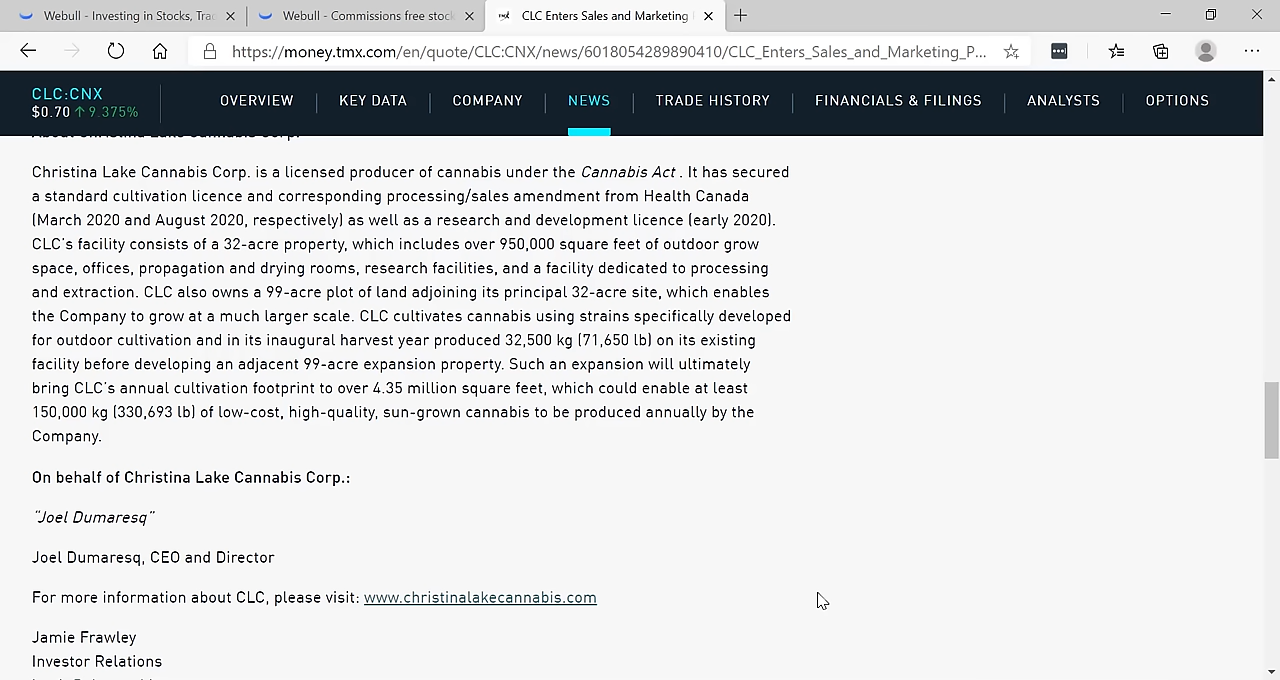 Webull - Investing in Stocks, Tra
Webull - Commissions free stock
CLC Enters Sales and Marketing
https://money.tmx.com/en/quote/CLC:CNX/news/6018054289890410/CLC_Enters_Sales_and_Marketing_P...
CLC:CNX
$0.70 ↑ 9.375%
OVERVIEW | KEY DATA | COMPANY | NEWS | TRADE HISTORY | FINANCIALS & FILINGS | ANALYSTS | OPTIONS
About Christina Lake Cannabis Corp.
Christina Lake Cannabis Corp. is a licensed producer of cannabis under the Cannabis Act . It has secured
a standard cultivation licence and corresponding processing/sales amendment from Health Canada
(March 2020 and August 2020, respectively) as well as a research and development licence (early 2020).
CLC's facility consists of a 32-acre property, which includes over 950,000 square feet of outdoor grow
space, offices, propagation and drying rooms, research facilities, and a facility dedicated to processing
and extraction. CLC also owns a 99-acre plot of land adjoining its principal 32-acre site, which enables
the Company to grow at a much larger scale. CLC cultivates cannabis using strains specifically developed
for outdoor cultivation and in its inaugural harvest year produced 32,500 kg (71,650 lb) on its existing
facility before developing an adjacent 99-acre expansion property. Such an expansion will ultimately
bring CLC's annual cultivation footprint to over 4.35 million square feet, which could enable at least
150,000 kg (330,693 lb) of low-cost, high-quality, sun-grown cannabis to be produced annually by the
Company.
On behalf of Christina Lake Cannabis Corp.:
"Joel Dumaresq"
Joel Dumaresq, CEO and Director
For more information about CLC, please visit: www.christinalakecannabis.com
Jamie Frawley
Investor Relations